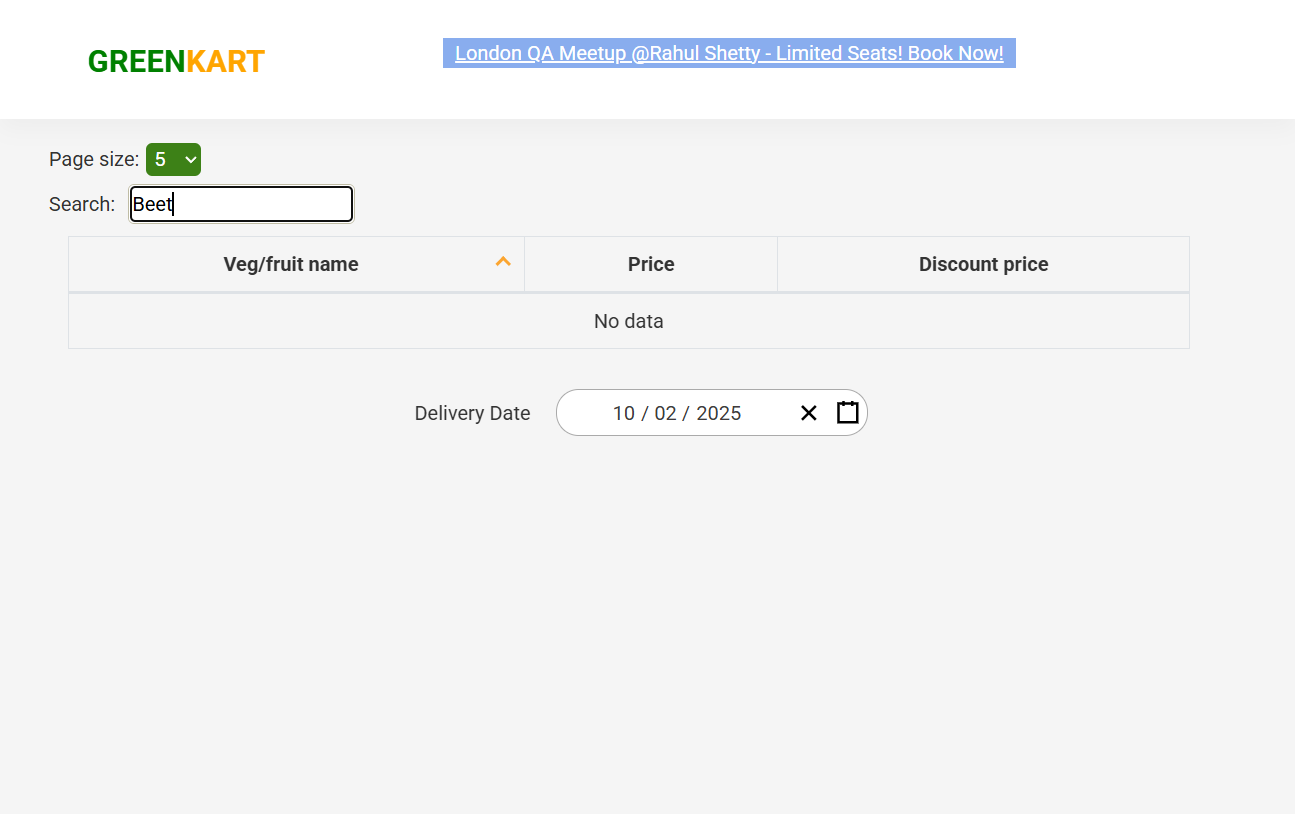 GREENKART
London QA Meetup @Rahul Shetty - Limited Seats! Book Now!
Page size: 5
Search: Beet
Veg/fruit name Price Discount price
No data
Delivery Date 10 / 02 / 2025